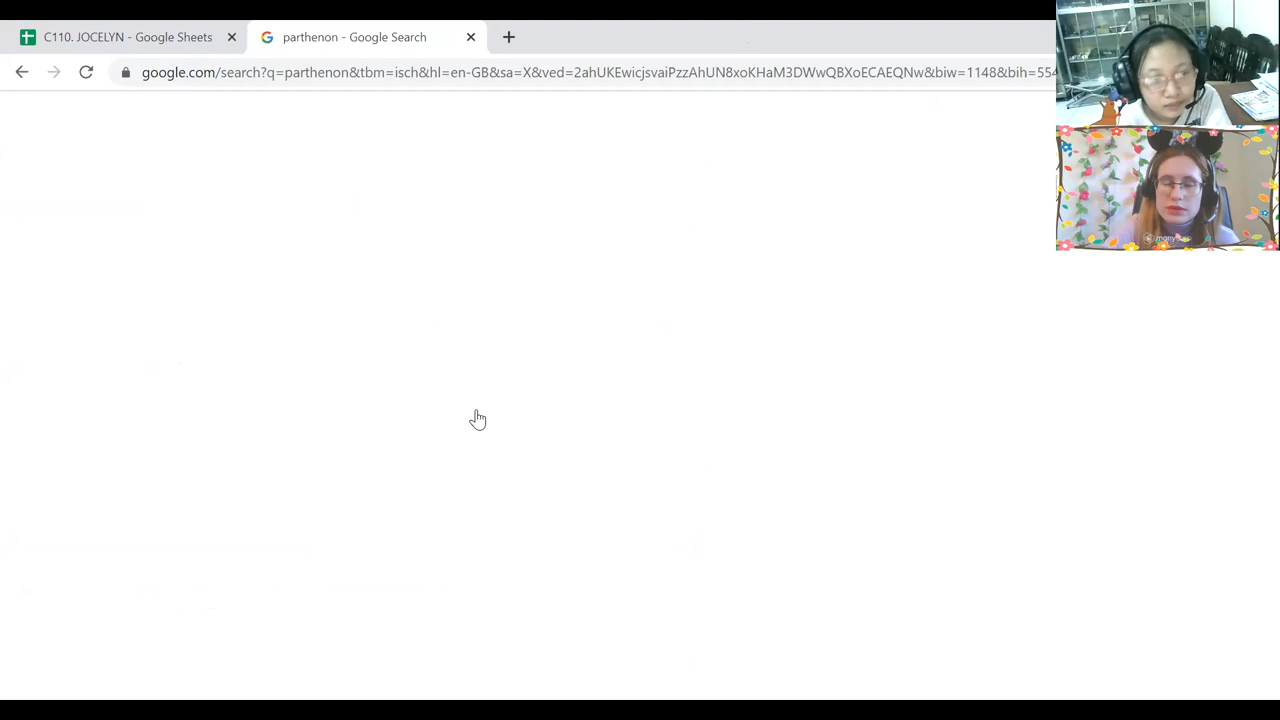 C110. JOCELYN - Google Sheets
parthenon - Google Search
google.com/search?q=parthenon&tbm=isch&hl=en-GB&sa=X&ved=2ahUKEwicjsvaiPzzAhUN8xoKHaM3DWwQBXoECAEQNw&biw=1148&bih=554